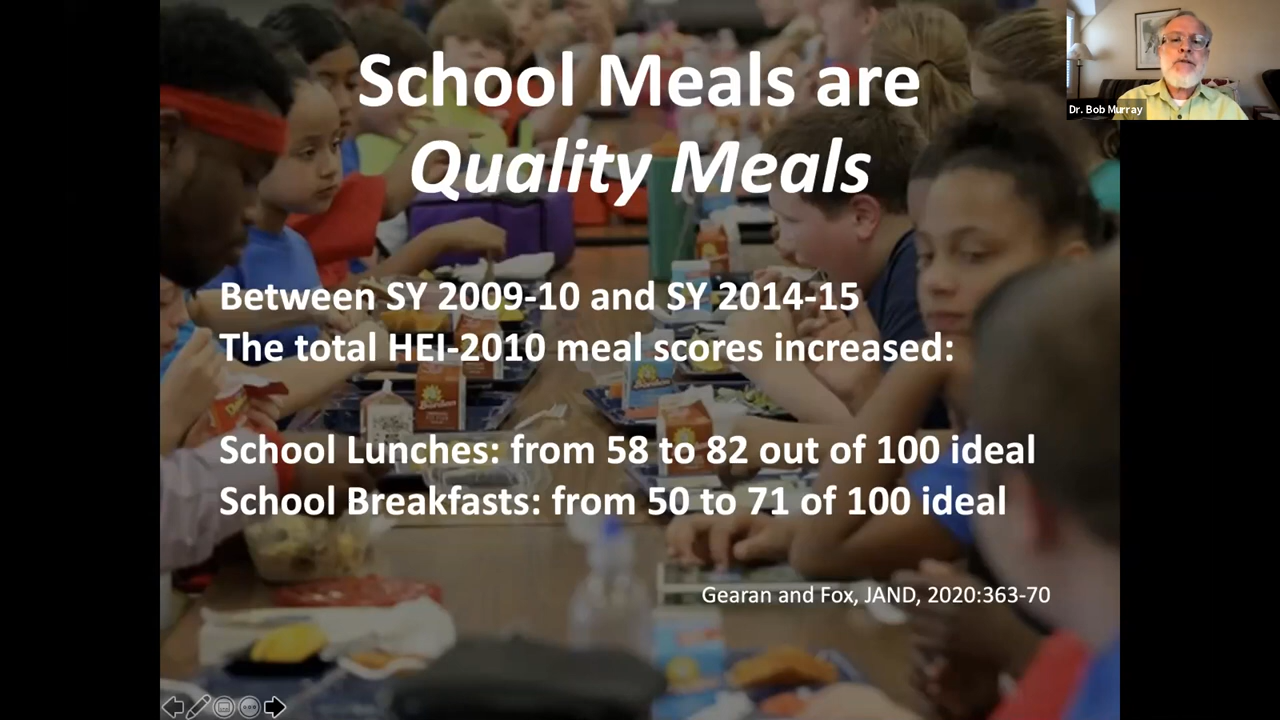 School Meals are
Quality Meals
Dr. Bob Murray
Between SY 2009-10 and SY 2014-15
The total HEI-2010 meal scores increased:
School Lunches: from 58 to 82 out of 100 ideal
School Breakfasts: from 50 to 71 of 100 ideal
Gearan and Fox, JAND, 2020:363-70